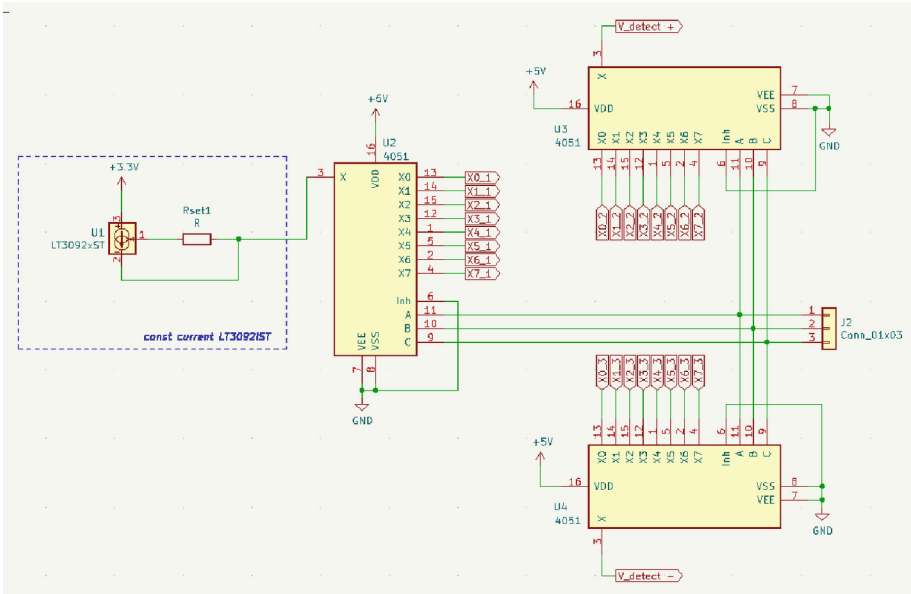 V_detect +
3
X
+5V
16 VDD
VEE 7
VSS 8
U3
4051
X0 X1 X2 X3 X4 X5 X6 X7 Inh A B C
13 14 15 12 1 5 2 4 6 11 10 9
GND
X0_2 X1_2 X2_2 X3_2 X4_2 X5_2 X6_2 X7_2
+5V
16
VDD
U2
4051
3 X
X0 13 X0_1
X1 14 X1_1
X2 15 X2_1
X3 12 X3_1
X4 1 X4_1
X5 5 X5_1
X6 2 X6_1
X7 4 X7_1
Inh 6
A 11
B 10
C 9
VEE VSS
7 8
GND
+3.3V
3
U1
LT3092xST
1
2
Rset1
R
const current LT3092IST
1
2
3
J2
Conn_01x03
X0_3 X1_3 X2_3 X3_3 X4_3 X5_3 X6_3 X7_3
13 14 15 12 1 5 2 4 6 11 10 9
X0 X1 X2 X3 X4 X5 X6 X7 Inh A B C
+5V
16 VDD
VSS 8
VEE 7
U4
4051
X
3
GND
V_detect -